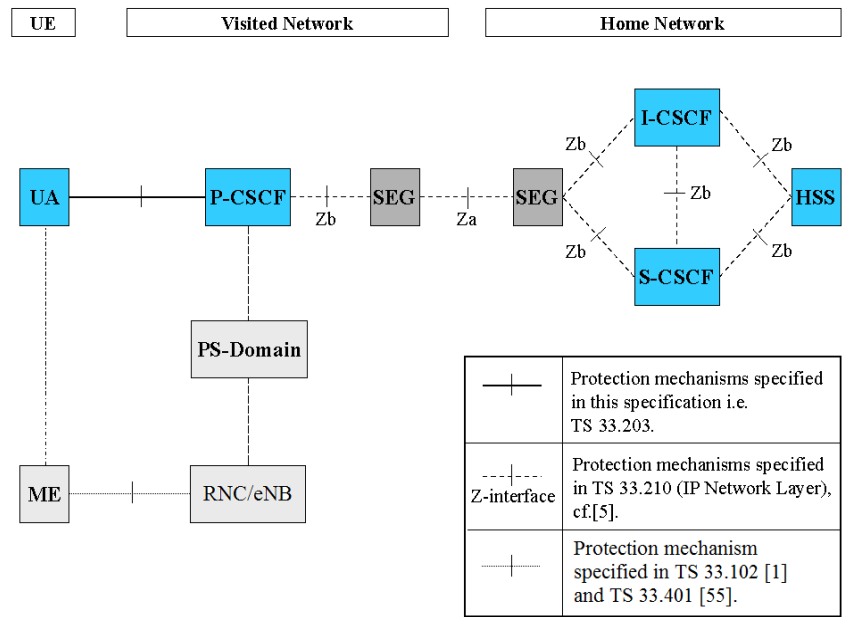 UE
Visited Network
Home Network
I-CSCF
Zb
Zb
UA
P-CSCF
SEG
SEG
Zb
HSS
Zb
Za
Zb
Zb
S-CSCF
PS-Domain
ME
RNC/eNB
Protection mechanisms specified
in this specification i.e.
TS 33.203.
Z-interface
Protection mechanisms specified
in TS 33.210 (IP Network Layer),
cf.[5].
Protection mechanism
specified in TS 33.102 [1]
and TS 33.401 [55].